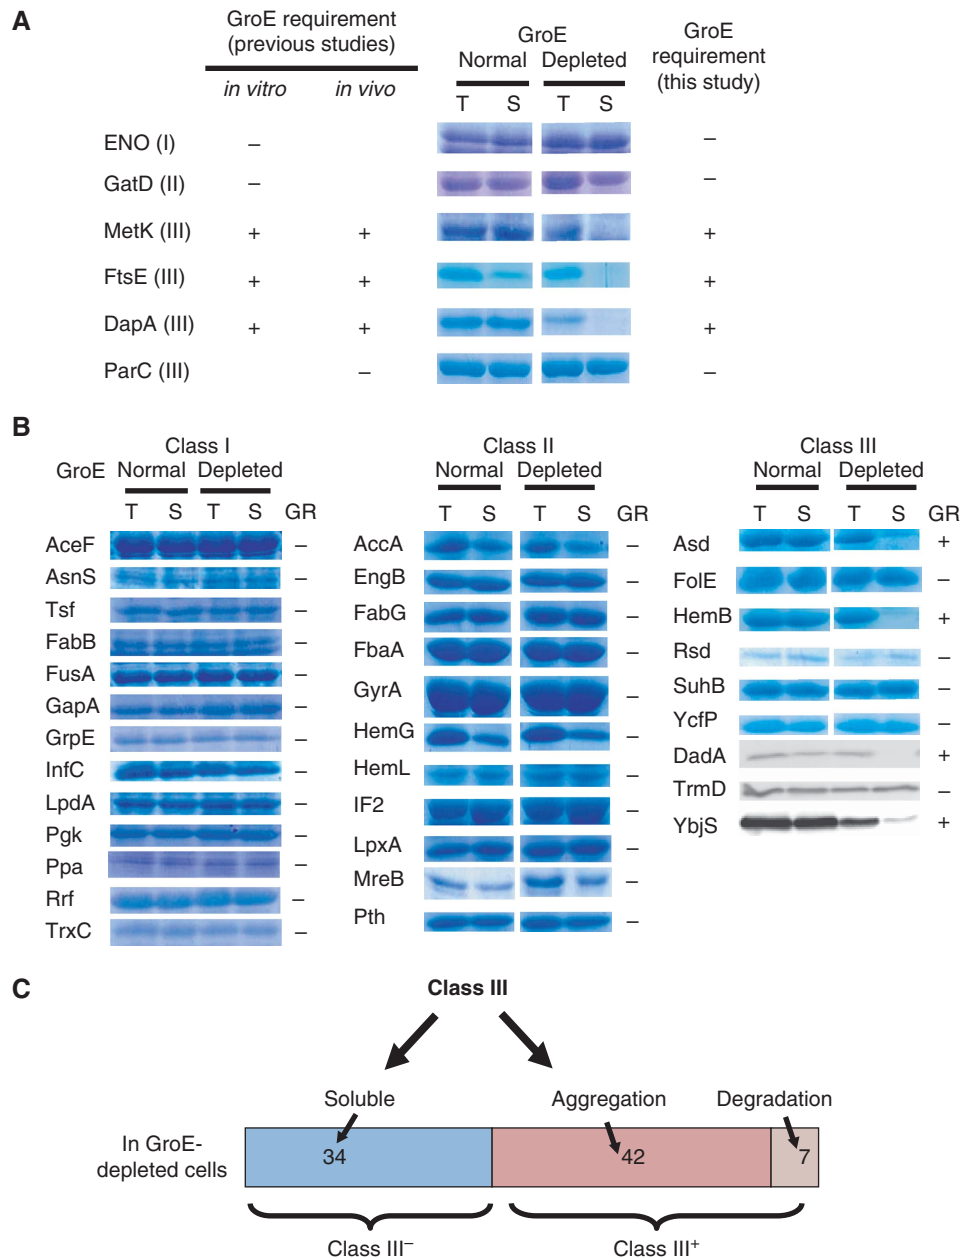 A
GroE requirement
(previous studies)
in vitro
in vivo
GroE
Normal Depleted
T S T S
GroE
requirement
(this study)
ENO (I) – –
GatD (II) – –
MetK (III) + + +
FtsE (III) + + +
DapA (III) + + +
ParC (III) – –
B
Class I
GroE Normal Depleted
T S T S GR
AceF –
AsnS –
Tsf –
FabB –
FusA –
GapA –
GrpE –
InfC –
LpdA –
Pgk –
Ppa –
Rrf –
TrxC –
Class II
Normal Depleted
T S T S GR
AccA –
EngB –
FabG –
FbaA –
GyrA –
HemG –
HemL –
IF2 –
LpxA –
MreB –
Pth –
Class III
Normal Depleted
T S T S GR
Asd +
FolE –
HemB +
Rsd –
SuhB –
YcfP –
DadA +
TrmD –
YbjS +
C
Class III
Soluble Aggregation Degradation
In GroE-
depleted cells
34 42 7
Class III– Class III+